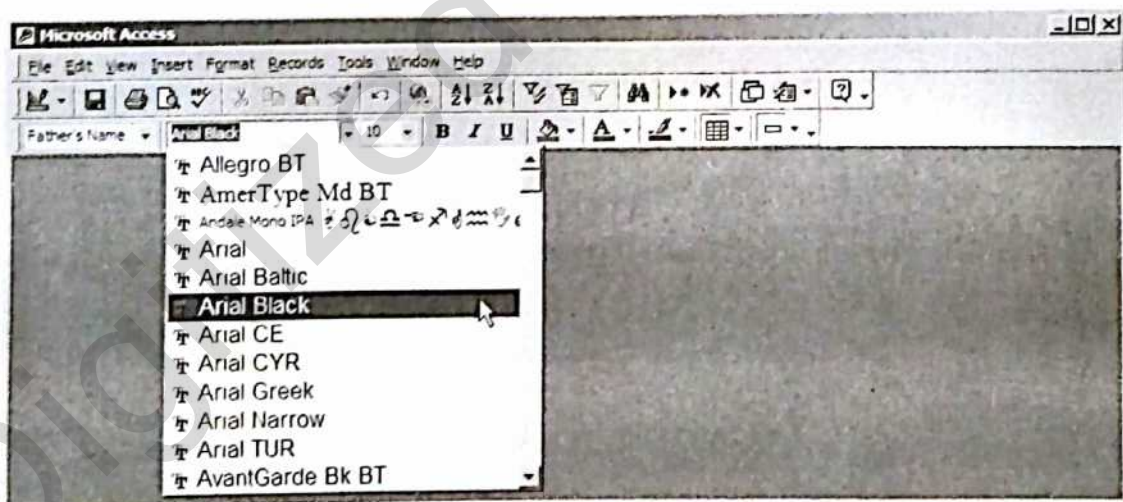 Microsoft Access
File Edit View Insert Format Records Tools Window Help
Father's Name Arial Black 10 B I U A
Allegro BT
AmerType Md BT
Andale Mono IPA
Arial
Arial Baltic
Arial Black
Arial CE
Arial CYR
Arial Greek
Arial Narrow
Arial TUR
AvantGarde Bk BT
Digitized